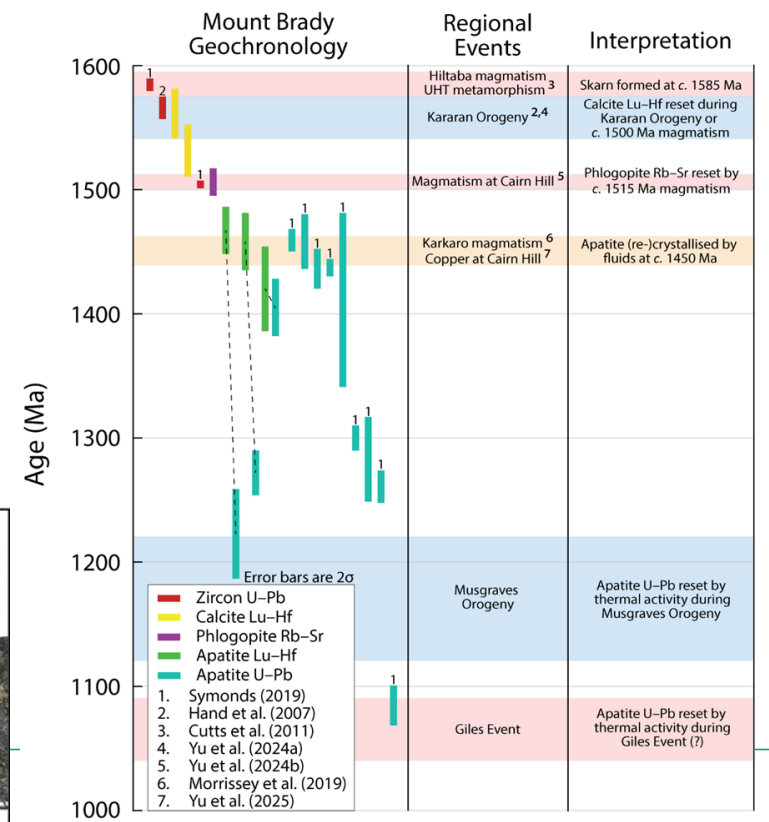 Mount Brady
Geochronology
Regional
Events
Interpretation
Age (Ma)
1600
1500
1400
1300
1200
1100
1000
1
2
1
1
1
1
1
1
1
1
1
1
Hiltaba magmatism
UHT metamorphism 3
Kararan Orogeny 2,4
Magmatism at Cairn Hill 5
Karkaro magmatism 6
Copper at Cairn Hill 7
Musgraves
Orogeny
Giles Event
Skarn formed at c. 1585 Ma
Calcite Lu–Hf reset during
Kararan Orogeny or
c. 1500 Ma magmatism
Phlogopite Rb–Sr reset by
c. 1515 Ma magmatism
Apatite (re-)crystallised by
fluids at c. 1450 Ma
Apatite U–Pb reset by
thermal activity during
Musgraves Orogeny
Apatite U–Pb reset by
thermal activity during
Giles Event (?)
Error bars are 2σ
Zircon U–Pb
Calcite Lu–Hf
Phlogopite Rb–Sr
Apatite Lu–Hf
Apatite U–Pb
1. Symonds (2019)
2. Hand et al. (2007)
3. Cutts et al. (2011)
4. Yu et al. (2024a)
5. Yu et al. (2024b)
6. Morrissey et al. (2019)
7. Yu et al. (2025)